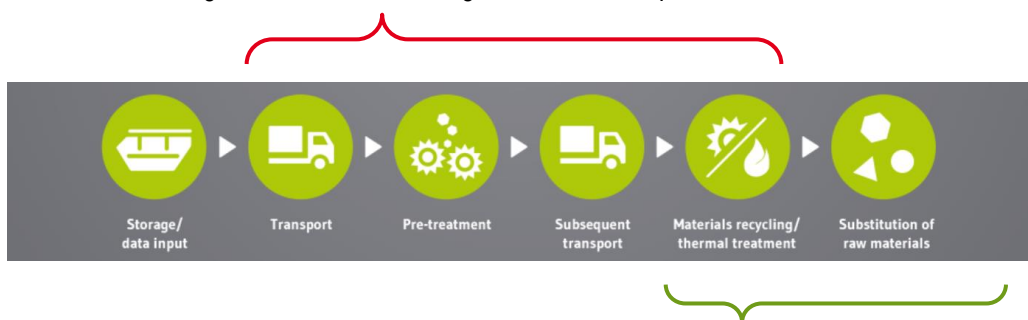 Storage/
data input
Transport
Pre-treatment
Subsequent
transport
Materials recycling/
thermal treatment
Substitution of
raw materials